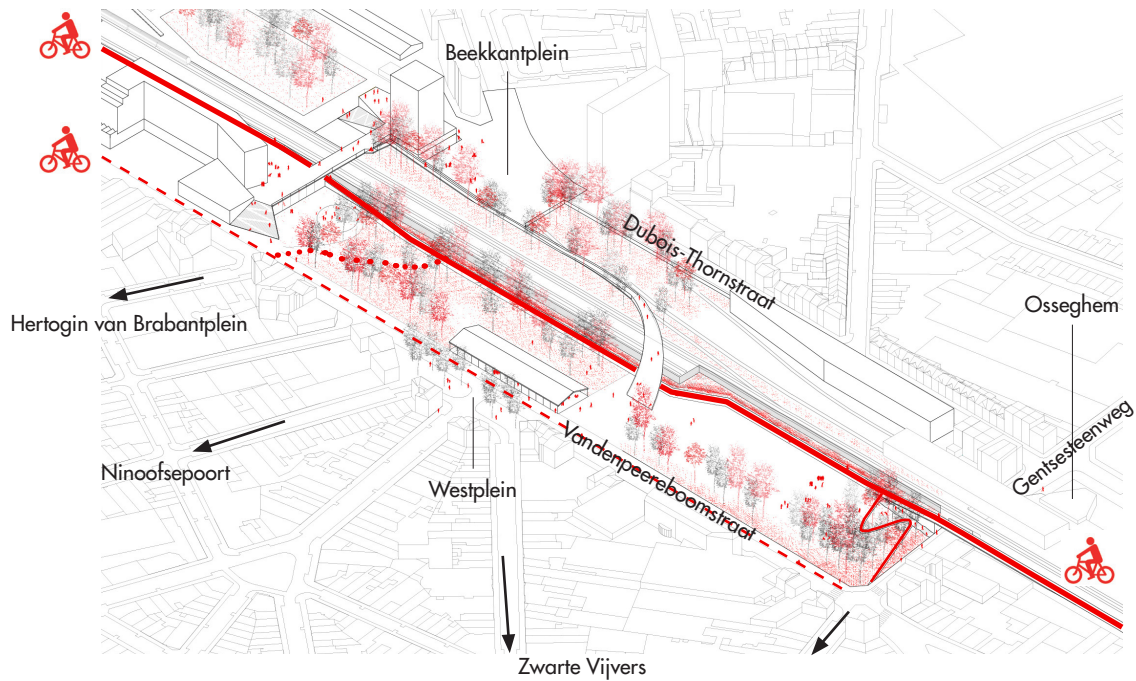 Beekkantplein
Dubois-Thornstraat
Osseghem
Hertogin van Brabantplein
Gentsesteenweg
Ninoofsepoort
Westplein
Vandenpeereboomstraat
Zwarte Vijvers